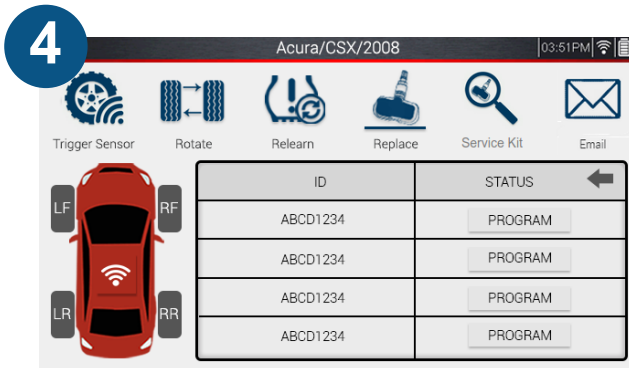 4
Acura/CSX/2008
03:51PM
Trigger Sensor
Rotate
Relearn
Replace
Service Kit
Email
ID STATUS
LF RF
ABCD1234 PROGRAM
ABCD1234 PROGRAM
ABCD1234 PROGRAM
LR RR
ABCD1234 PROGRAM